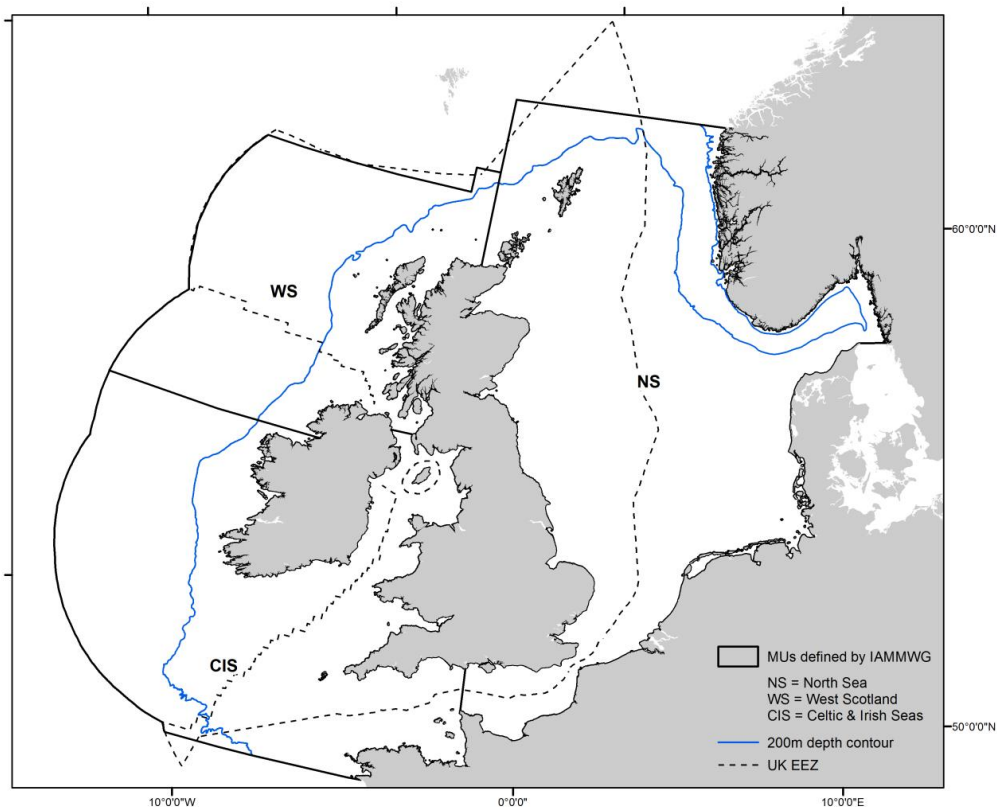 60°0'0"N
WS
NS
CIS
MUs defined by IAMMWG
NS = North Sea
WS = West Scotland
CIS = Celtic & Irish Seas
200m depth contour
UK EEZ
50°0'0"N
10°0'0"W
0°0'0"
10°0'0"E